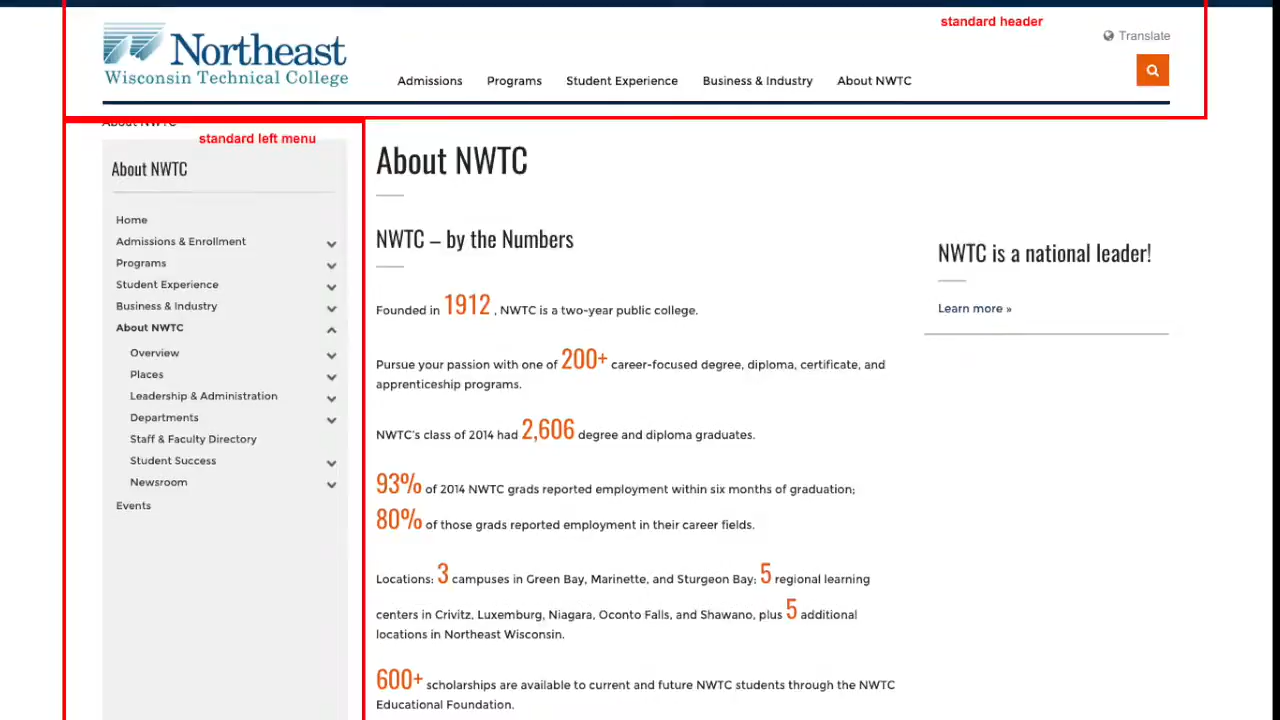 standard header
Translate
Northeast
Wisconsin Technical College
Admissions Programs Student Experience Business & Industry About NWTC
About NWTC
standard left menu
About NWTC
Home
Admissions & Enrollment
Programs
Student Experience
Business & Industry
About NWTC
Overview
Places
Leadership & Administration
Departments
Staff & Faculty Directory
Student Success
Newsroom
Events
About NWTC
NWTC – by the Numbers
Founded in 1912 , NWTC is a two-year public college.
Pursue your passion with one of 200+ career-focused degree, diploma, certificate, and
apprenticeship programs.
NWTC's class of 2014 had 2,606 degree and diploma graduates.
93% of 2014 NWTC grads reported employment within six months of graduation;
80% of those grads reported employment in their career fields.
Locations: 3 campuses in Green Bay, Marinette, and Sturgeon Bay; 5 regional learning
centers in Crivitz, Luxemburg, Niagara, Oconto Falls, and Shawano, plus 5 additional
locations in Northeast Wisconsin.
600+ scholarships are available to current and future NWTC students through the NWTC
Educational Foundation.
NWTC is a national leader!
Learn more »